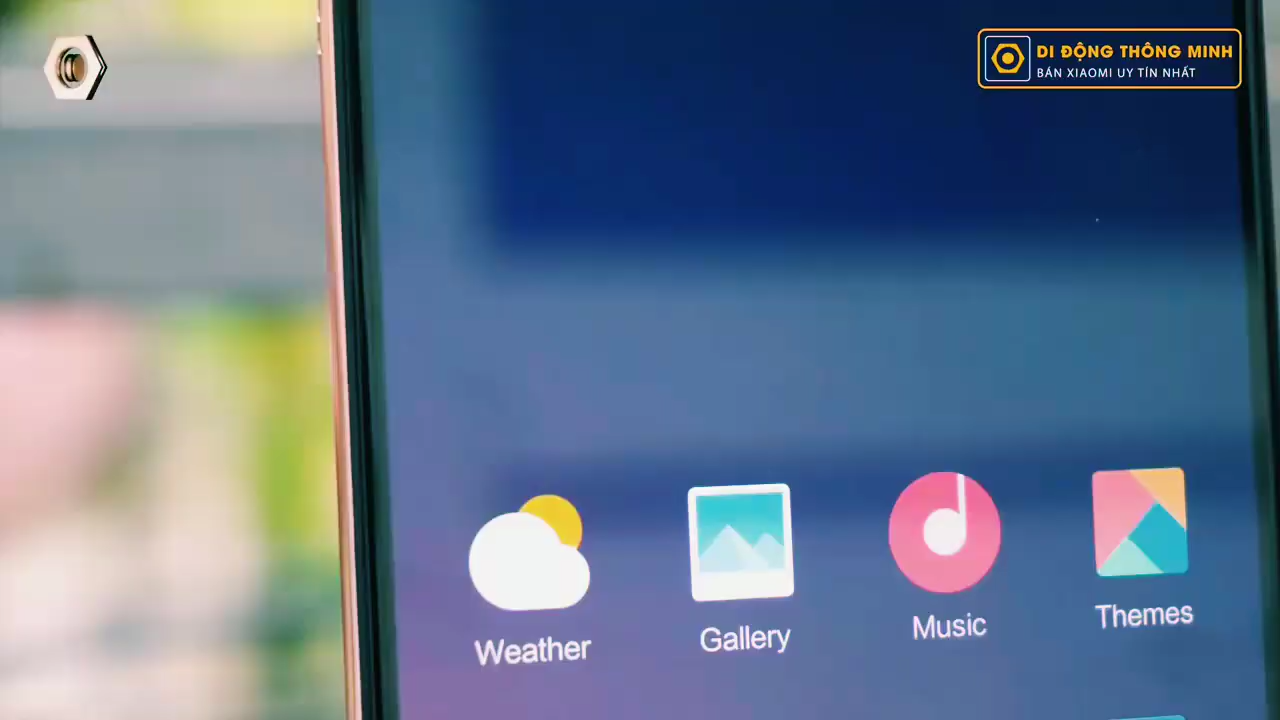 DI ĐỘNG THÔNG MINH
BÁN XIAOMI UY TÍN NHẤT
Weather
Gallery
Music
Themes